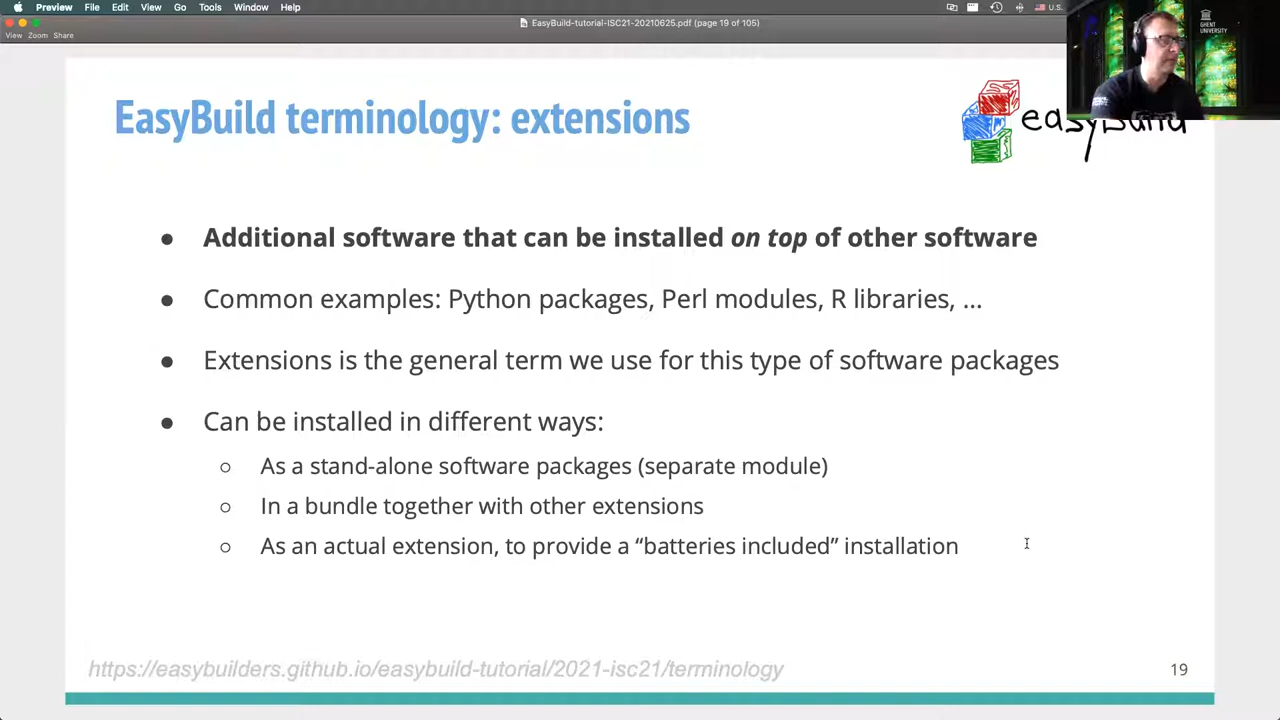 Preview File Edit View Go Tools Window Help
U.S.
EasyBuild-tutorial-ISC21-20210625.pdf (page 19 of 105)
View Zoom Share
GHENT
UNIVERSITY
EasyBuild terminology: extensions
easybuild
● Additional software that can be installed on top of other software
● Common examples: Python packages, Perl modules, R libraries, ...
● Extensions is the general term we use for this type of software packages
● Can be installed in different ways:
○ As a stand-alone software packages (separate module)
○ In a bundle together with other extensions
○ As an actual extension, to provide a “batteries included” installation
https://easybuilders.github.io/easybuild-tutorial/2021-isc21/terminology
19